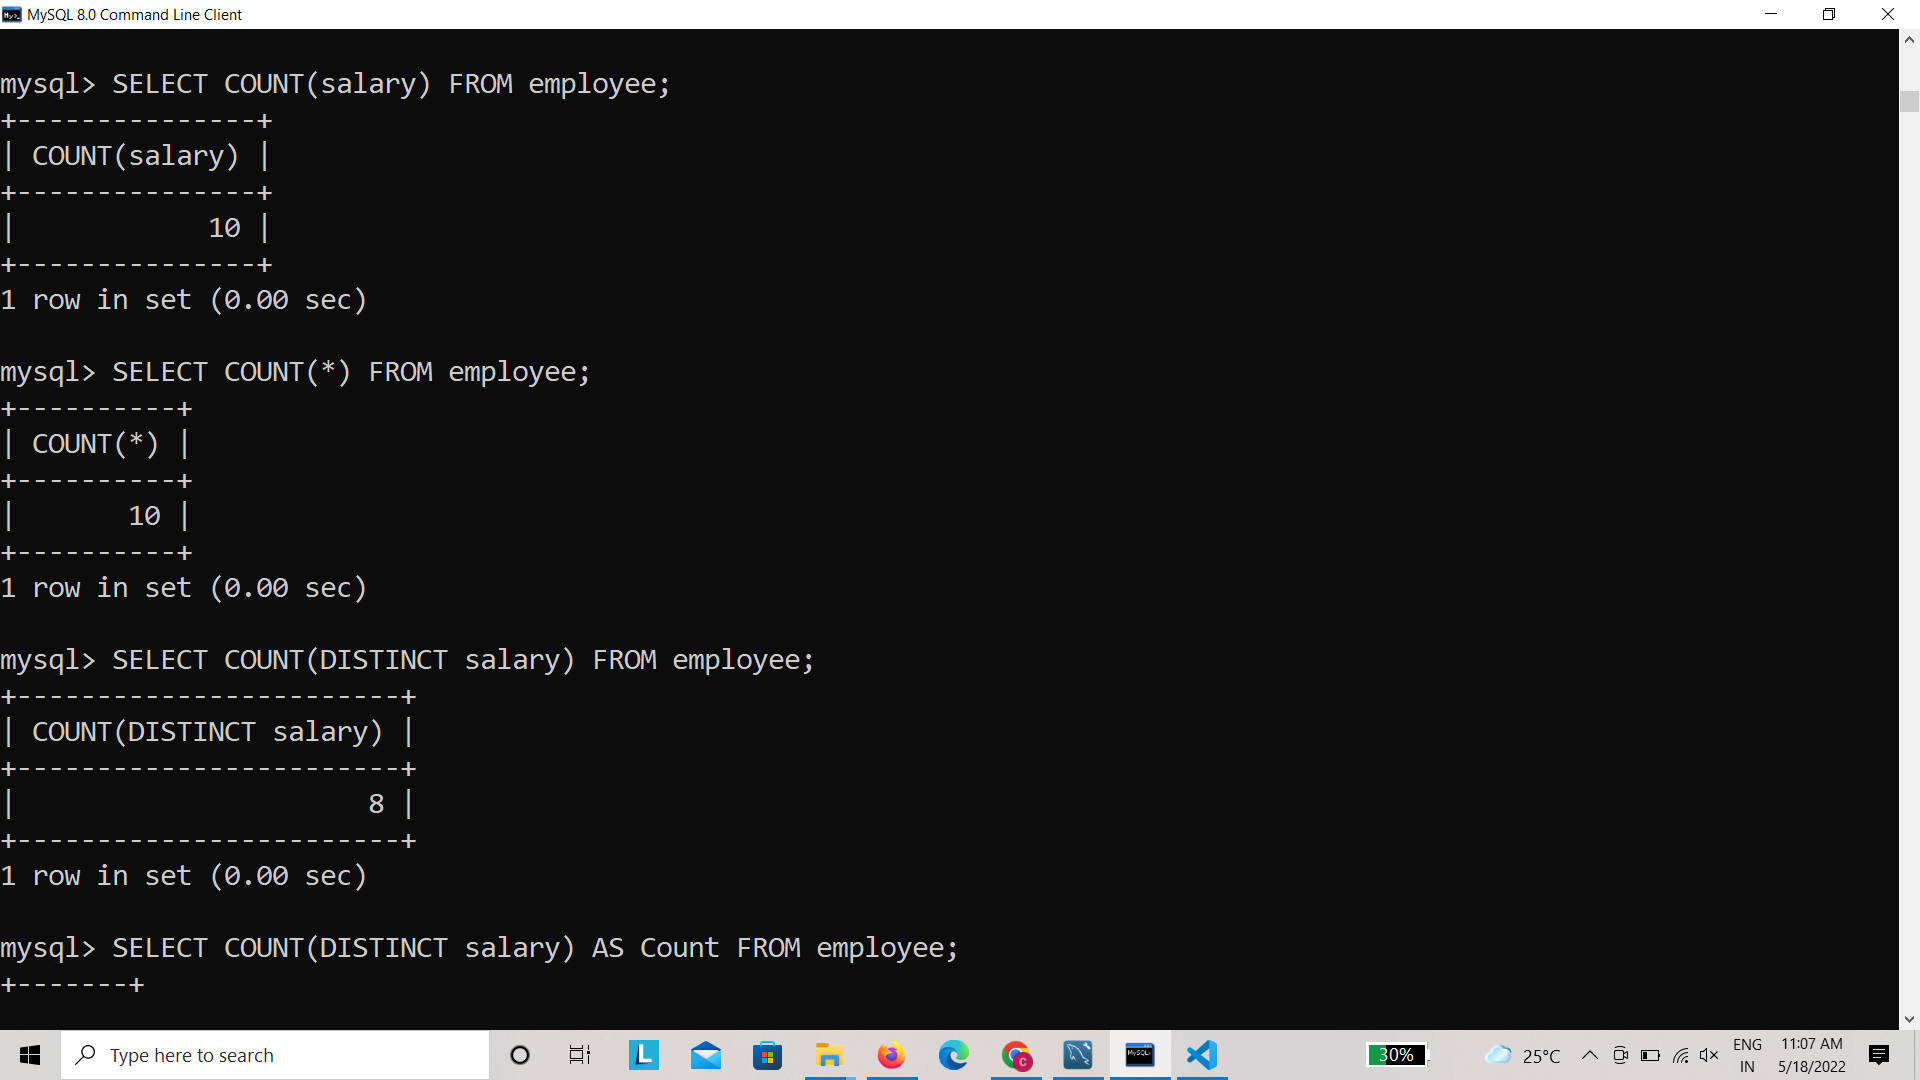 MySQL 8.0 Command Line Client
mysql> SELECT COUNT(salary) FROM employee;
+---------------+
| COUNT(salary) |
+---------------+
|            10 |
+---------------+
1 row in set (0.00 sec)
mysql> SELECT COUNT(*) FROM employee;
+----------+
| COUNT(*) |
+----------+
|       10 |
+----------+
1 row in set (0.00 sec)
mysql> SELECT COUNT(DISTINCT salary) FROM employee;
+------------------------+
| COUNT(DISTINCT salary) |
+------------------------+
|                      8 |
+------------------------+
1 row in set (0.00 sec)
mysql> SELECT COUNT(DISTINCT salary) AS Count FROM employee;
+-------+
Type here to search
L
C
MySQL
30%
25°C
ENG
IN
11:07 AM
5/18/2022